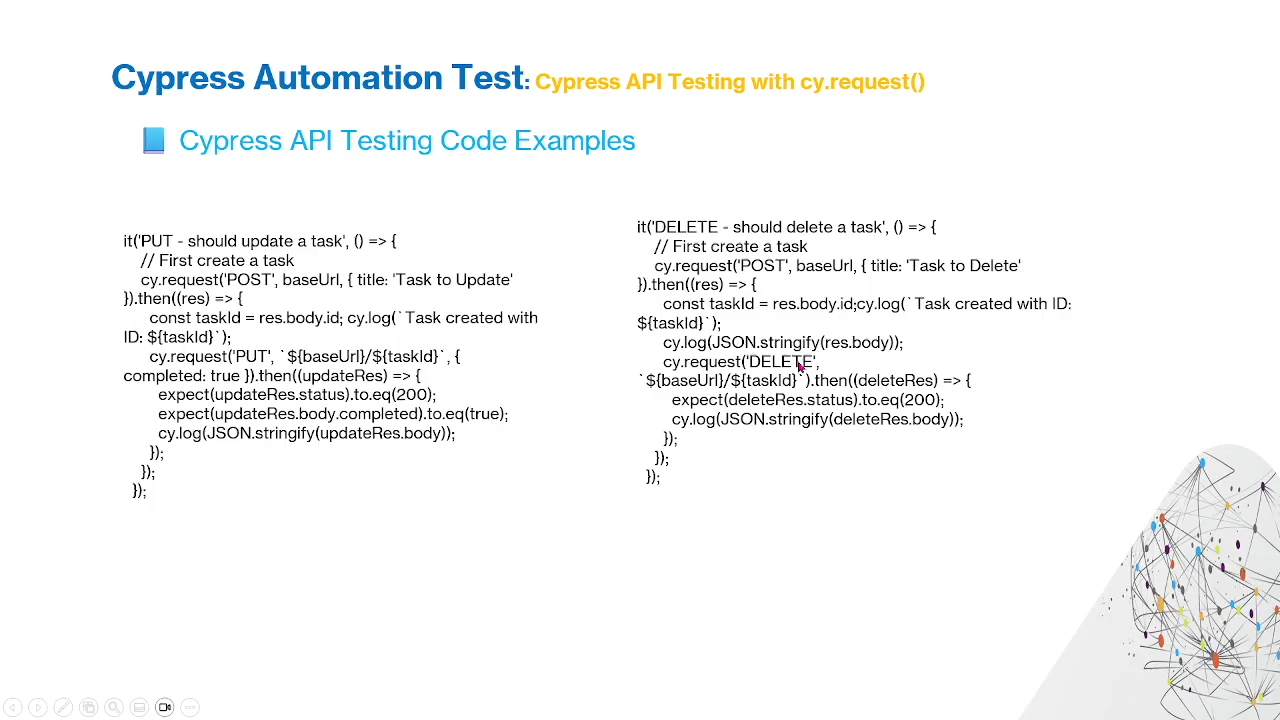 Cypress Automation Test: Cypress API Testing with cy.request()
📘 Cypress API Testing Code Examples
it('PUT - should update a task', () => {
// First create a task
cy.request('POST', baseUrl, { title: 'Task to Update'
}).then((res) => {
const taskId = res.body.id; cy.log(`Task created with
ID: ${taskId}`);
cy.request('PUT', `${baseUrl}/${taskId}`, {
completed: true }).then((updateRes) => {
expect(updateRes.status).to.eq(200);
expect(updateRes.body.completed).to.eq(true);
cy.log(JSON.stringify(updateRes.body));
});
});
});
it('DELETE - should delete a task', () => {
// First create a task
cy.request('POST', baseUrl, { title: 'Task to Delete'
}).then((res) => {
const taskId = res.body.id;cy.log(`Task created with ID:
${taskId}`);
cy.log(JSON.stringify(res.body));
cy.request('DELETE',
`${baseUrl}/${taskId}`).then((deleteRes) => {
expect(deleteRes.status).to.eq(200);
cy.log(JSON.stringify(deleteRes.body));
});
});
});